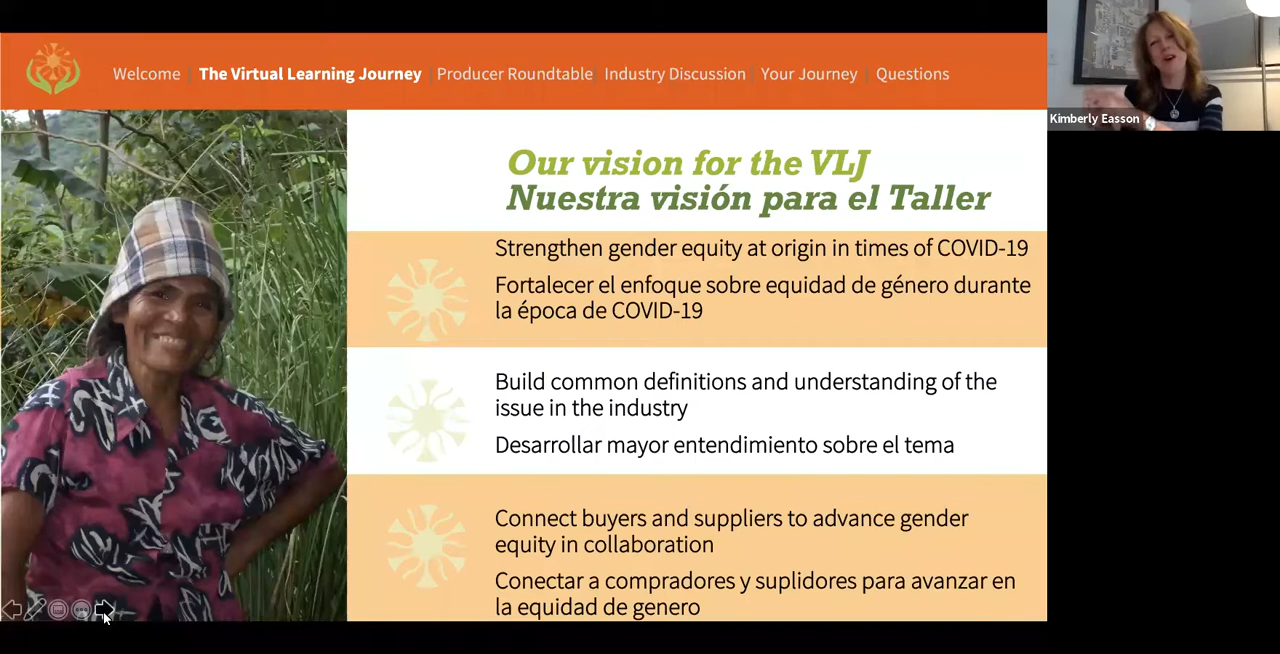 Welcome | The Virtual Learning Journey | Producer Roundtable | Industry Discussion | Your Journey | Questions
Kimberly Easson
Our vision for the VLJ
Nuestra visión para el Taller
Strengthen gender equity at origin in times of COVID-19
Fortalecer el enfoque sobre equidad de género durante
la época de COVID-19
Build common definitions and understanding of the
issue in the industry
Desarrollar mayor entendimiento sobre el tema
Connect buyers and suppliers to advance gender
equity in collaboration
Conectar a compradores y suplidores para avanzar en
la equidad de genero